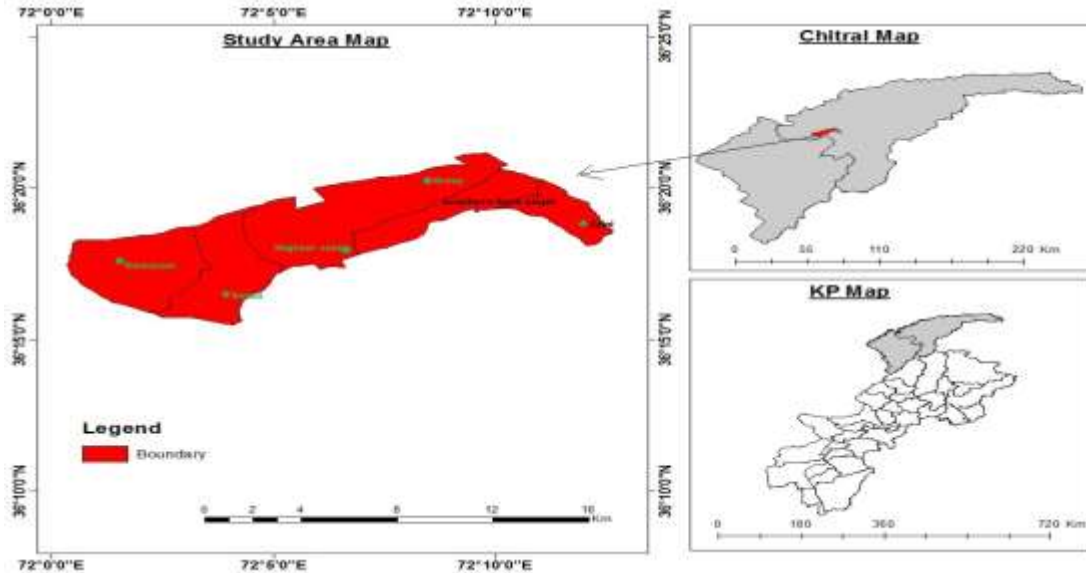 72°0'0"E 72°5'0"E 72°10'0"E
Study Area Map
36°25'0"N
36°20'0"N
36°20'0"N
36°15'0"N
36°15'0"N
36°10'0"N
36°10'0"N
Legend
Boundary
0 2 4 8 12 16
Km
72°0'0"E 72°5'0"E 72°10'0"E
Chitral Map
0 55 110 220 Km
KP Map
0 180 360 720 Km